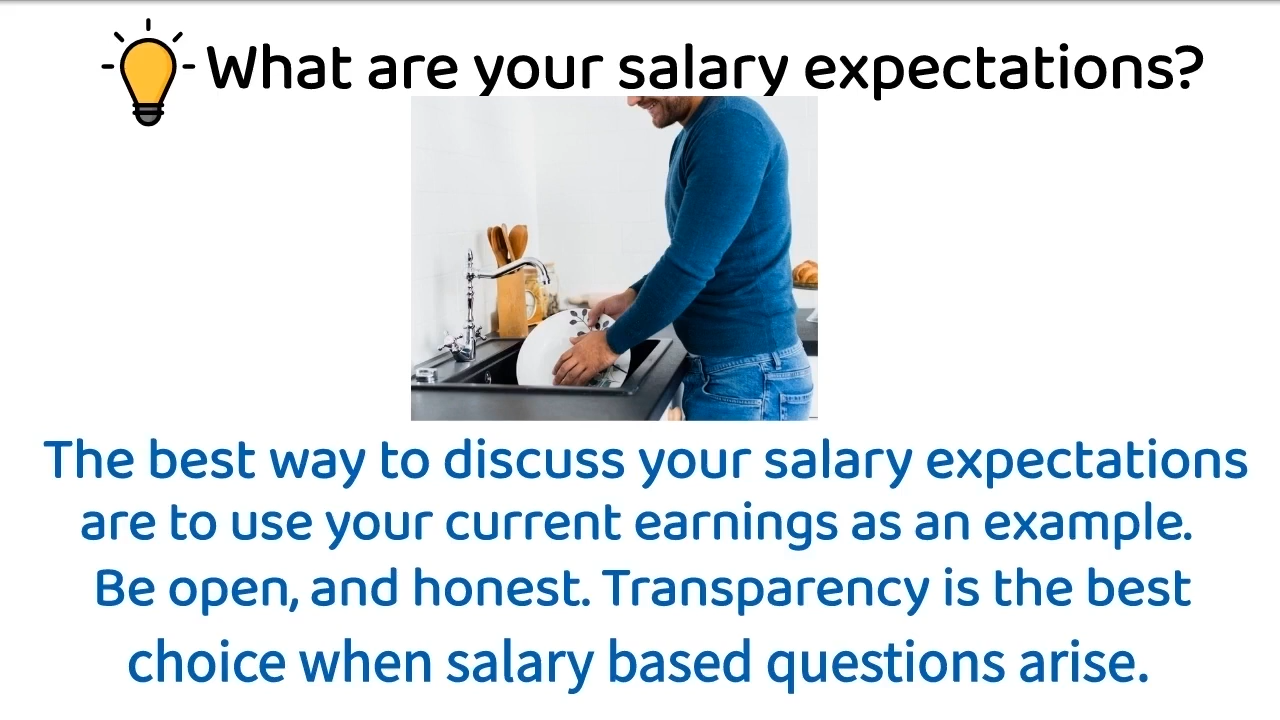 What are your salary expectations?
The best way to discuss your salary expectations
are to use your current earnings as an example.
Be open, and honest. Transparency is the best
choice when salary based questions arise.